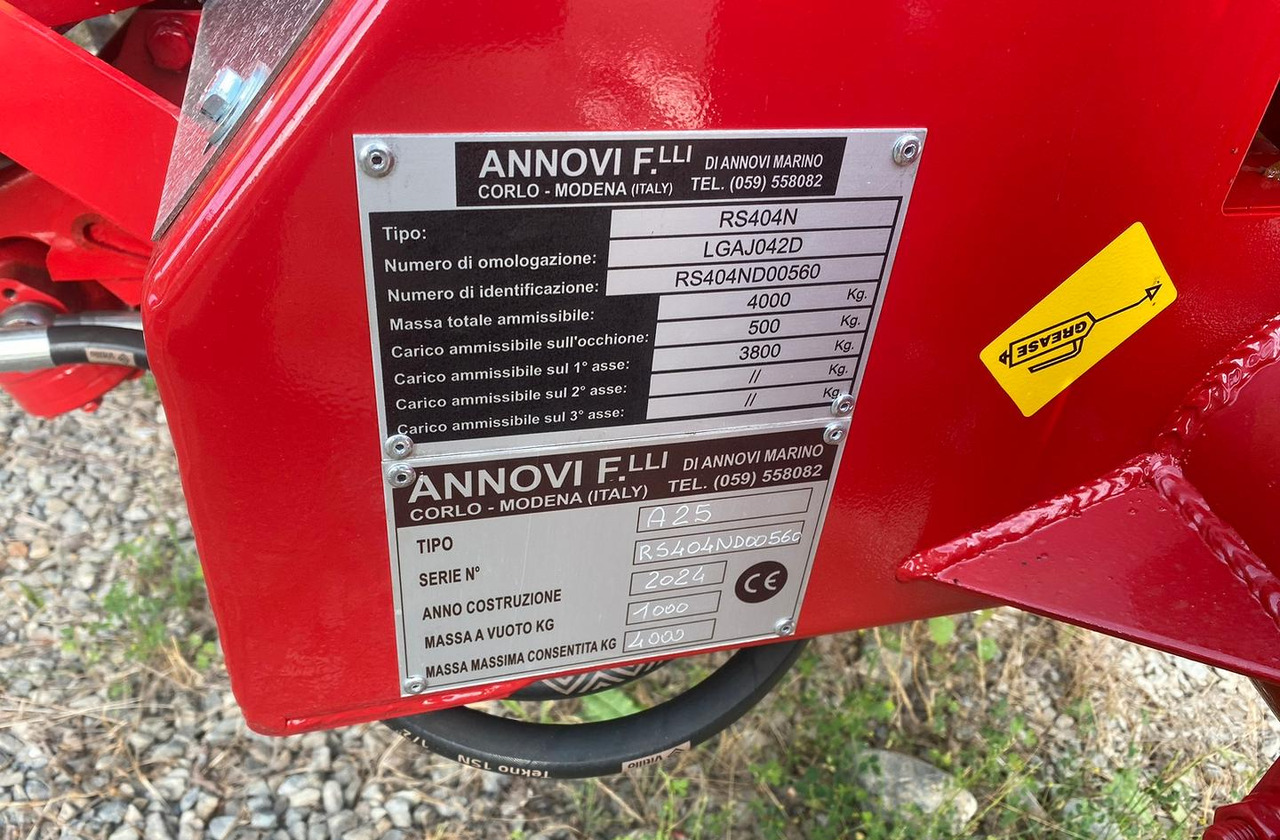 ANNOVI F.LLI DI ANNOVI MARINO
CORLO - MODENA (ITALY) TEL. (059) 558082
Tipo: RS404N
Numero di omologazione: LGAJ042D
Numero di identificazione: RS404ND00560
Massa totale ammissibile: 4000 Kg.
Carico ammissibile sull'occhione: 500 Kg.
Carico ammissibile sul 1° asse: 3800 Kg.
Carico ammissibile sul 2° asse: // Kg.
Carico ammissibile sul 3° asse: // Kg.
ANNOVI F.LLI DI ANNOVI MARINO
CORLO - MODENA (ITALY) TEL. (059) 558082
TIPO A25
SERIE N° RS404ND00560
ANNO COSTRUZIONE 2024
MASSA A VUOTO KG 1000
MASSA MASSIMA CONSENTITA KG 4000
CE
GREASE
Vitillo
Tekno 1SN
Vitillo